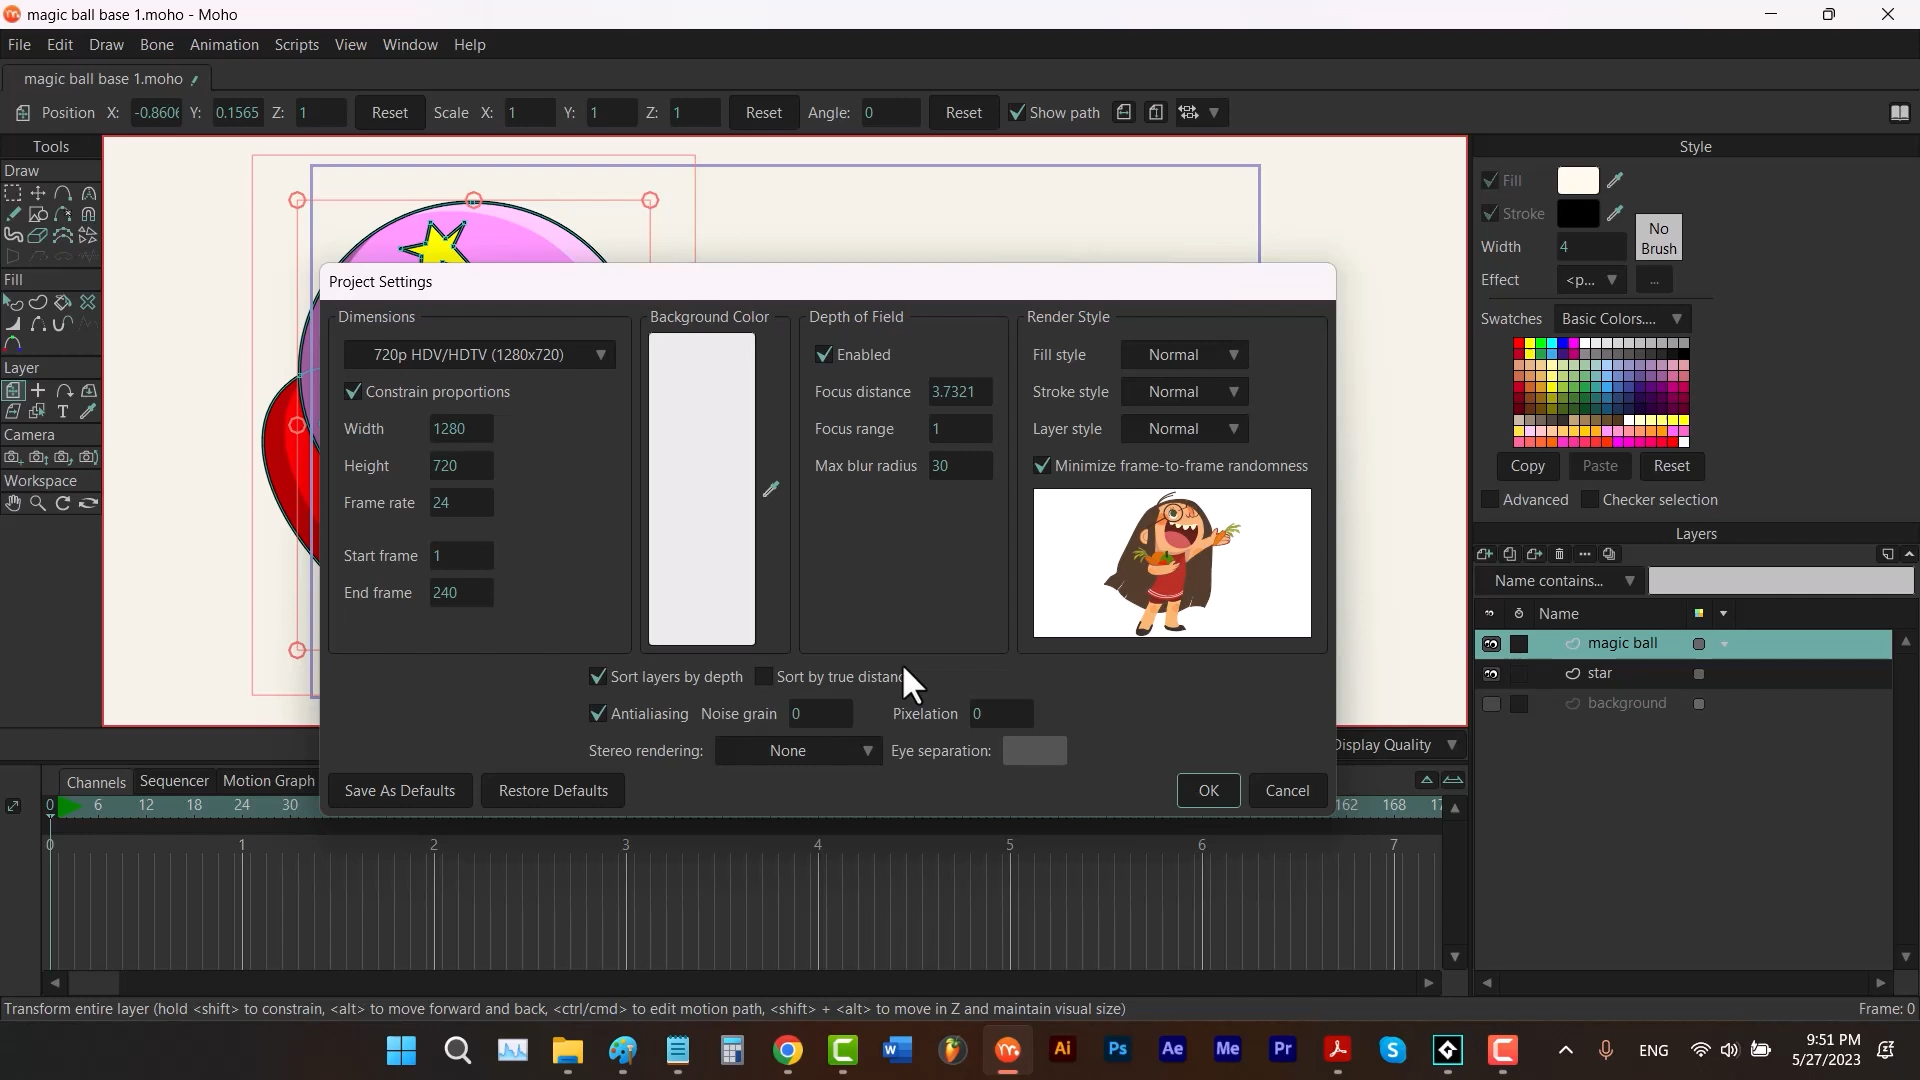 magic ball base 1.moho - Moho
File Edit Draw Bone Animation Scripts View Window Help
magic ball base 1.moho
Position X: -0.8606 Y: 0.1565 Z: 1 Reset Scale X: 1 Y: 1 Z: 1 Reset Angle: 0 Reset Show path
Tools
Draw
Fill
Layer
Camera
Workspace
Project Settings
Dimensions
720p HDV/HDTV (1280x720)
Constrain proportions
Width 1280
Height 720
Frame rate 24
Start frame 1
End frame 240
Background Color
Depth of Field
Enabled
Focus distance 3.7321
Focus range 1
Max blur radius 30
Render Style
Fill style Normal
Stroke style Normal
Layer style Normal
Minimize frame-to-frame randomness
Sort layers by depth Sort by true distanc
Antialiasing Noise grain 0 Pixelation 0
Stereo rendering: None Eye separation:
Save As Defaults Restore Defaults OK Cancel
Style
Fill
Stroke
Width 4
No
Brush
Effect <p... ...
Swatches Basic Colors....
Copy Paste Reset
Advanced Checker selection
Layers
Name contains...
Name
magic ball
star
background
Display Quality
Channels Sequencer Motion Graph
0 6 12 18 24 30 162 168 17
0 1 2 3 4 5 6 7
Transform entire layer (hold <shift> to constrain, <alt> to move forward and back, <ctrl/cmd> to edit motion path, <shift> + <alt> to move in Z and maintain visual size) Frame: 0
Ai Ps Ae Me Pr
ENG
9:51 PM
5/27/2023